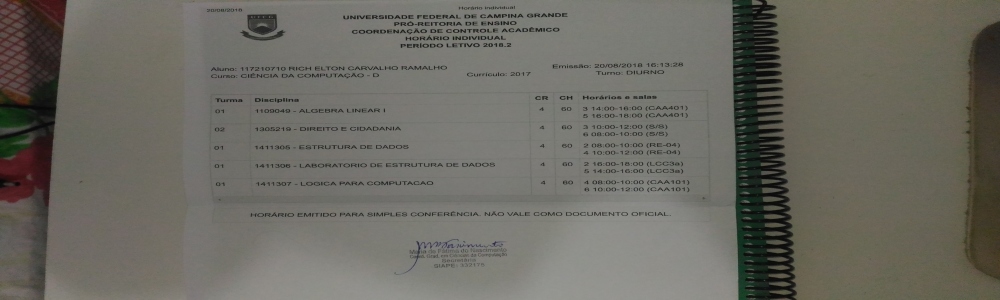 20/08/2018 Horário individual
UNIVERSIDADE FEDERAL DE CAMPINA GRANDE
PRÓ-REITORIA DE ENSINO
COORDENAÇÃO DE CONTROLE ACADÊMICO
HORÁRIO INDIVIDUAL
PERÍODO LETIVO 2018.2
Aluno: 117210710 RICH ELTON CARVALHO RAMALHO Emissão: 20/08/2018 16:13:28
Curso: CIÊNCIA DA COMPUTAÇÃO - D Currículo: 2017 Turno: DIURNO
Turma Disciplina CR CH Horários e salas
01 1109049 - ALGEBRA LINEAR I 4 60 3 14:00-16:00 (CAA401)
5 16:00-18:00 (CAA401)
02 1305219 - DIREITO E CIDADANIA 4 60 3 10:00-12:00 (S/S)
6 08:00-10:00 (S/S)
01 1411305 - ESTRUTURA DE DADOS 4 60 2 08:00-10:00 (RE-04)
4 10:00-12:00 (RE-04)
01 1411306 - LABORATORIO DE ESTRUTURA DE DADOS 4 60 2 16:00-18:00 (LCC3a)
5 14:00-16:00 (LCC3a)
01 1411307 - LOGICA PARA COMPUTACAO 4 60 4 08:00-10:00 (CAA101)
6 10:00-12:00 (CAA101)
HORÁRIO EMITIDO PARA SIMPLES CONFERÊNCIA. NÃO VALE COMO DOCUMENTO OFICIAL.
Maria de Fátima do Nascimento
Secretária